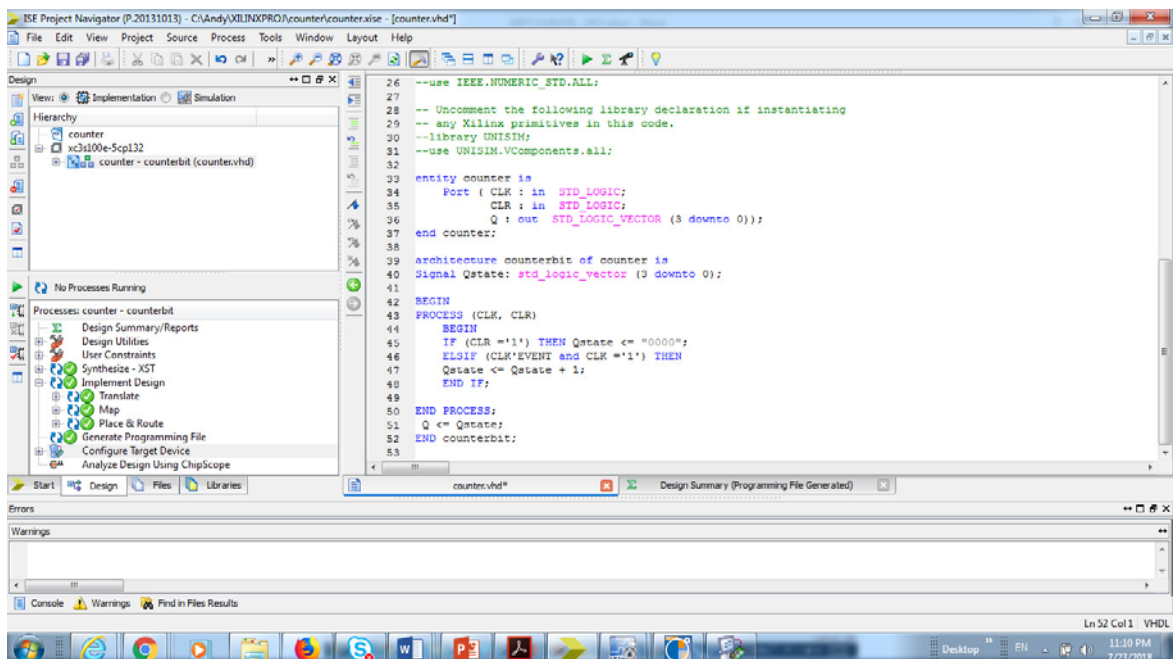 ISE Project Navigator (P.20131013) - C:\Andy\XILINXPROJ\counter\counter.xise - [counter.vhd*]
File Edit View Project Source Process Tools Window Layout Help
Design
View: Implementation Simulation
Hierarchy
counter
xc3s100e-5cp132
counter - counterbit (counter.vhd)
No Processes Running
Processes: counter - counterbit
Design Summary/Reports
Design Utilities
User Constraints
Synthesize - XST
Implement Design
Translate
Map
Place & Route
Generate Programming File
Configure Target Device
Analyze Design Using ChipScope
Start Design Files Libraries
26 --use IEEE.NUMERIC_STD.ALL;
27
28 -- Uncomment the following library declaration if instantiating
29 -- any Xilinx primitives in this code.
30 --library UNISIM;
31 --use UNISIM.VComponents.all;
32
33 entity counter is
34 Port ( CLK : in STD_LOGIC;
35 CLR : in STD_LOGIC;
36 Q : out STD_LOGIC_VECTOR (3 downto 0));
37 end counter;
38
39 architecture counterbit of counter is
40 Signal Qstate: std_logic_vector (3 downto 0);
41
42 BEGIN
43 PROCESS (CLK, CLR)
44 BEGIN
45 IF (CLR ='1') THEN Qstate <= "0000";
46 ELSIF (CLK'EVENT and CLK ='1') THEN
47 Qstate <= Qstate + 1;
48 END IF;
49
50 END PROCESS;
51 Q <= Qstate;
52 END counterbit;
53
counter.vhd* Design Summary (Programming File Generated)
Errors
Warnings
Console Warnings Find in Files Results
Ln 52 Col 1 VHDL
Desktop EN 11:10 PM
7/23/2018